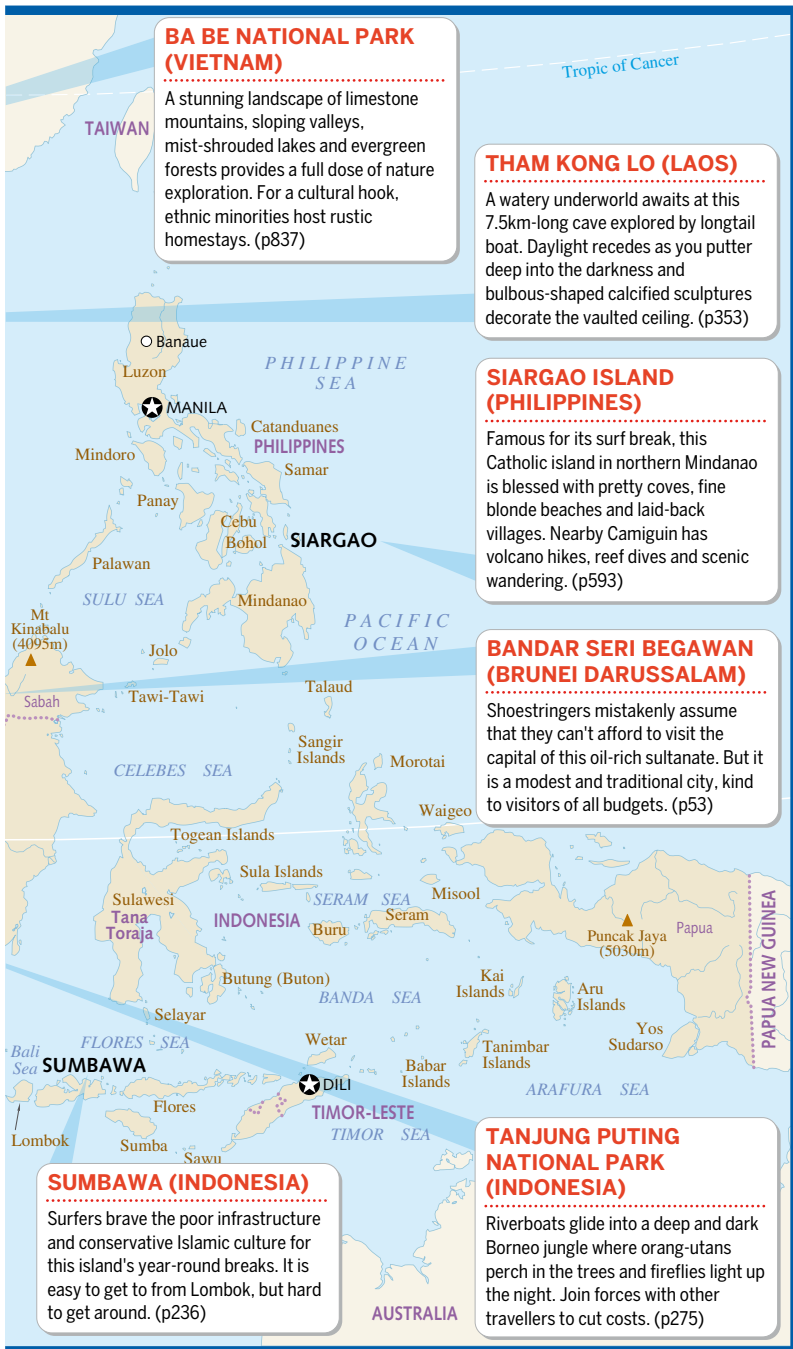 BA BE NATIONAL PARK
(VIETNAM)
A stunning landscape of limestone
mountains, sloping valleys,
mist-shrouded lakes and evergreen
forests provides a full dose of nature
exploration. For a cultural hook,
ethnic minorities host rustic
homestays. (p837)
Tropic of Cancer
TAIWAN
THAM KONG LO (LAOS)
A watery underworld awaits at this
7.5km-long cave explored by longtail
boat. Daylight recedes as you putter
deep into the darkness and
bulbous-shaped calcified sculptures
decorate the vaulted ceiling. (p353)
Banaue
PHILIPPINE
SEA
Luzon
MANILA
SIARGAO ISLAND
(PHILIPPINES)
Famous for its surf break, this
Catholic island in northern Mindanao
is blessed with pretty coves, fine
blonde beaches and laid-back
villages. Nearby Camiguin has
volcano hikes, reef dives and scenic
wandering. (p593)
Catanduanes
PHILIPPINES
Mindoro
Samar
Panay
Cebu
Bohol
SIARGAO
Palawan
SULU SEA
Mindanao
Mt
Kinabalu
(4095m)
PACIFIC
OCEAN
Jolo
BANDAR SERI BEGAWAN
(BRUNEI DARUSSALAM)
Shoestringers mistakenly assume
that they can't afford to visit the
capital of this oil-rich sultanate. But it
is a modest and traditional city, kind
to visitors of all budgets. (p53)
Sabah
Tawi-Tawi
Talaud
Sangir
Islands
CELEBES SEA
Morotai
Waigeo
Togean Islands
Sula Islands
Sulawesi
Tana
Toraja
SERAM SEA
Misool
INDONESIA
Buru
Seram
Puncak Jaya
(5030m)
Papua
PAPUA NEW GUINEA
Butung (Buton)
BANDA SEA
Kai
Islands
Aru
Islands
Selayar
Yos
Sudarso
FLORES SEA
Wetar
Bali
Sea
SUMBAWA
Tanimbar
Islands
Babar
Islands
DILI
ARAFURA SEA
Flores
TIMOR-LESTE
TIMOR SEA
Lombok
Sumba
Sawu
TANJUNG PUTING
NATIONAL PARK
(INDONESIA)
Riverboats glide into a deep and dark
Borneo jungle where orang-utans
perch in the trees and fireflies light up
the night. Join forces with other
travellers to cut costs. (p275)
SUMBAWA (INDONESIA)
Surfers brave the poor infrastructure
and conservative Islamic culture for
this island's year-round breaks. It is
easy to get to from Lombok, but hard
to get around. (p236)
AUSTRALIA